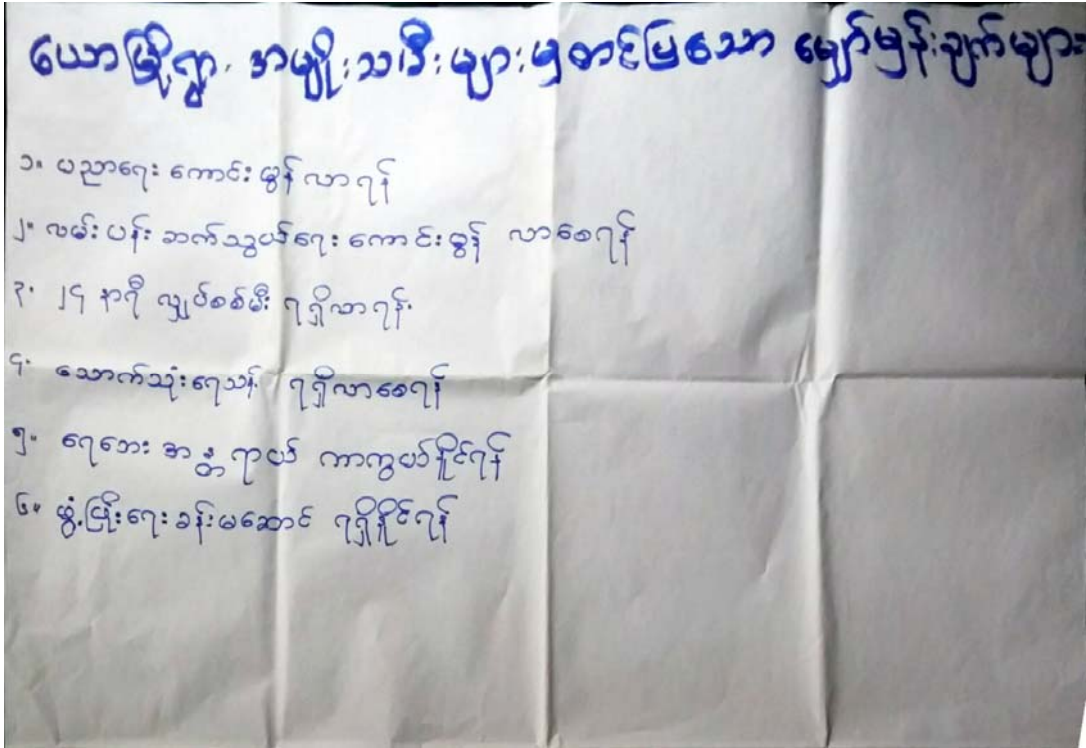 ယောမြို့ရွာ. အမျိုးသမီးများမှတင်ပြသော မျှော်မှန်းချက်များ
၁။ ပညာရေး ကောင်းမွန်လာရန်
၂။ လမ်းပန်းဆက်သွယ်ရေး ကောင်းမွန် လာစေရန်
၃. ၂၄ နာရီ လျှပ်စစ်မီး ရရှိလာရန်.
၄. သောက်သုံးရေသန့် ရရှိလာစေရန်
၅။ ရေဘေး အန္တရာယ် ကာကွယ်နိုင်ရန်
၆။ ဖွံ့ဖြိုးရေးခန်းမဆောင် ရရှိနိုင်ရန်